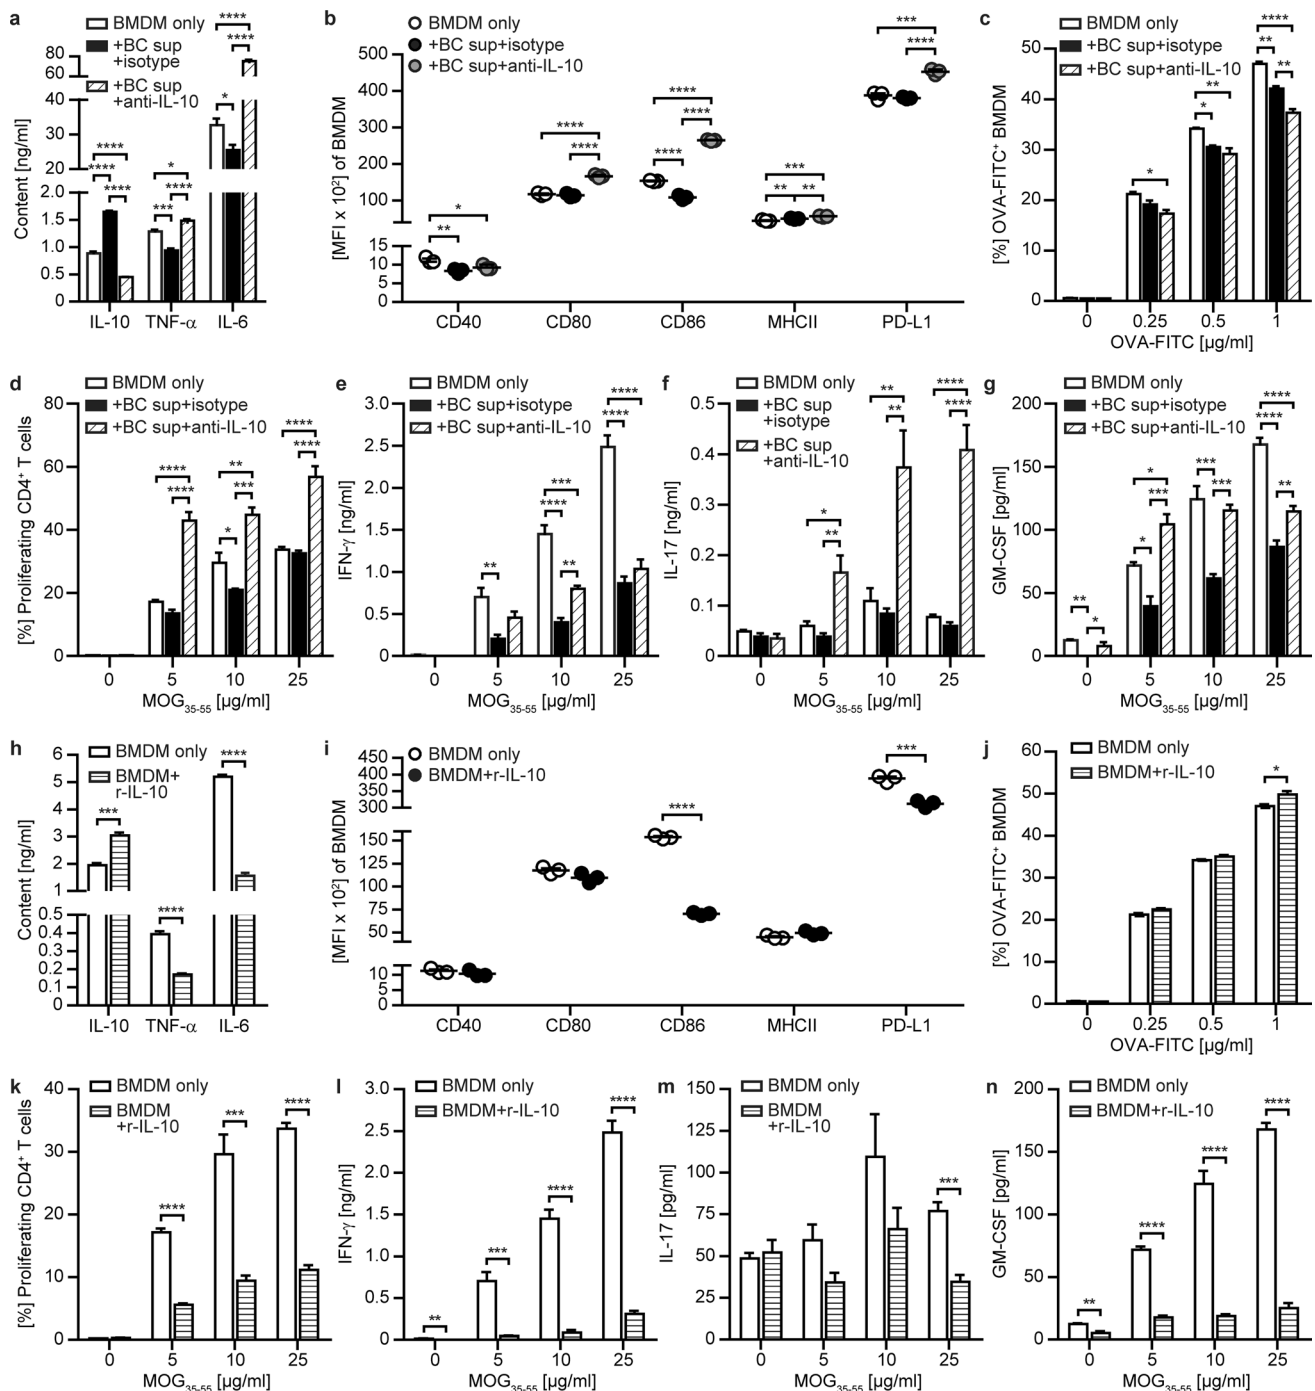 a
BMDM only
+BC sup
+isotype
+BC sup
+anti-IL-10
Content [ng/ml]
80
60
40
30
20
2.0
1.5
1.0
0.5
0
**** **** *
**** **** ****
*** **** *
IL-10 TNF-α IL-6
b
BMDM only
+BC sup+isotype
+BC sup+anti-IL-10
[MFI x 10²] of BMDM
500
400
300
200
100
15
10
5
0
* **
**** ****
**** **** ****
*** ** **
*** ****
CD40 CD80 CD86 MHCII PD-L1
c
BMDM only
+BC sup+isotype
+BC sup+anti-IL-10
[%] OVA-FITC⁺ BMDM
50
40
30
20
10
0
*
** *
**** ** **
0 0.25 0.5 1
OVA-FITC [µg/ml]
d
BMDM only
+BC sup+isotype
+BC sup+anti-IL-10
[%] Proliferating CD4⁺ T cells
80
60
40
20
0
**** ****
** *** *
**** ****
0 5 10 25
MOG₃₅₋₅₅ [µg/ml]
e
BMDM only
+BC sup+isotype
+BC sup+anti-IL-10
IFN-γ [ng/ml]
3.0
2.5
2.0
1.5
1.0
0.5
0
**
*** **** **
**** ****
0 5 10 25
MOG₃₅₋₅₅ [µg/ml]
f
BMDM only
+BC sup
+isotype
+BC sup
+anti-IL-10
IL-17 [ng/ml]
0.5
0.4
0.3
0.2
0.1
0
* **
** **
**** ****
0 5 10 25
MOG₃₅₋₅₅ [µg/ml]
g
BMDM only
+BC sup+isotype
+BC sup+anti-IL-10
GM-CSF [pg/ml]
200
150
100
50
0
** *
* *** *
*** ***
**** **** **
0 5 10 25
MOG₃₅₋₅₅ [µg/ml]
h
BMDM only
BMDM+
r-IL-10
Content [ng/ml]
6
5
4
3
2
1
0.5
0.4
0.3
0.2
0.1
0
*** **** ****
IL-10 TNF-α IL-6
i
BMDM only
BMDM+r-IL-10
[MFI x 10²] of BMDM
450
400
350
300
150
125
100
75
50
10
5
0
**** ***
CD40 CD80 CD86 MHCII PD-L1
j
BMDM only
BMDM+r-IL-10
[%] OVA-FITC⁺ BMDM
60
50
40
30
20
10
0
*
0 0.25 0.5 1
OVA-FITC [µg/ml]
k
BMDM only
BMDM
+r-IL-10
[%] Proliferating CD4⁺ T cells
40
30
20
10
0
**** *** ****
0 5 10 25
MOG₃₅₋₅₅ [µg/ml]
l
BMDM only
BMDM+r-IL-10
IFN-γ [ng/ml]
3.0
2.5
2.0
1.5
1.0
0.5
0
** *** **** ****
0 5 10 25
MOG₃₅₋₅₅ [µg/ml]
m
BMDM only
BMDM
+r-IL-10
IL-17 [pg/ml]
150
125
100
75
50
25
0
***
0 5 10 25
MOG₃₅₋₅₅ [µg/ml]
n
BMDM only
BMDM+r-IL-10
GM-CSF [pg/ml]
200
150
100
50
0
** **** **** ****
0 5 10 25
MOG₃₅₋₅₅ [µg/ml]